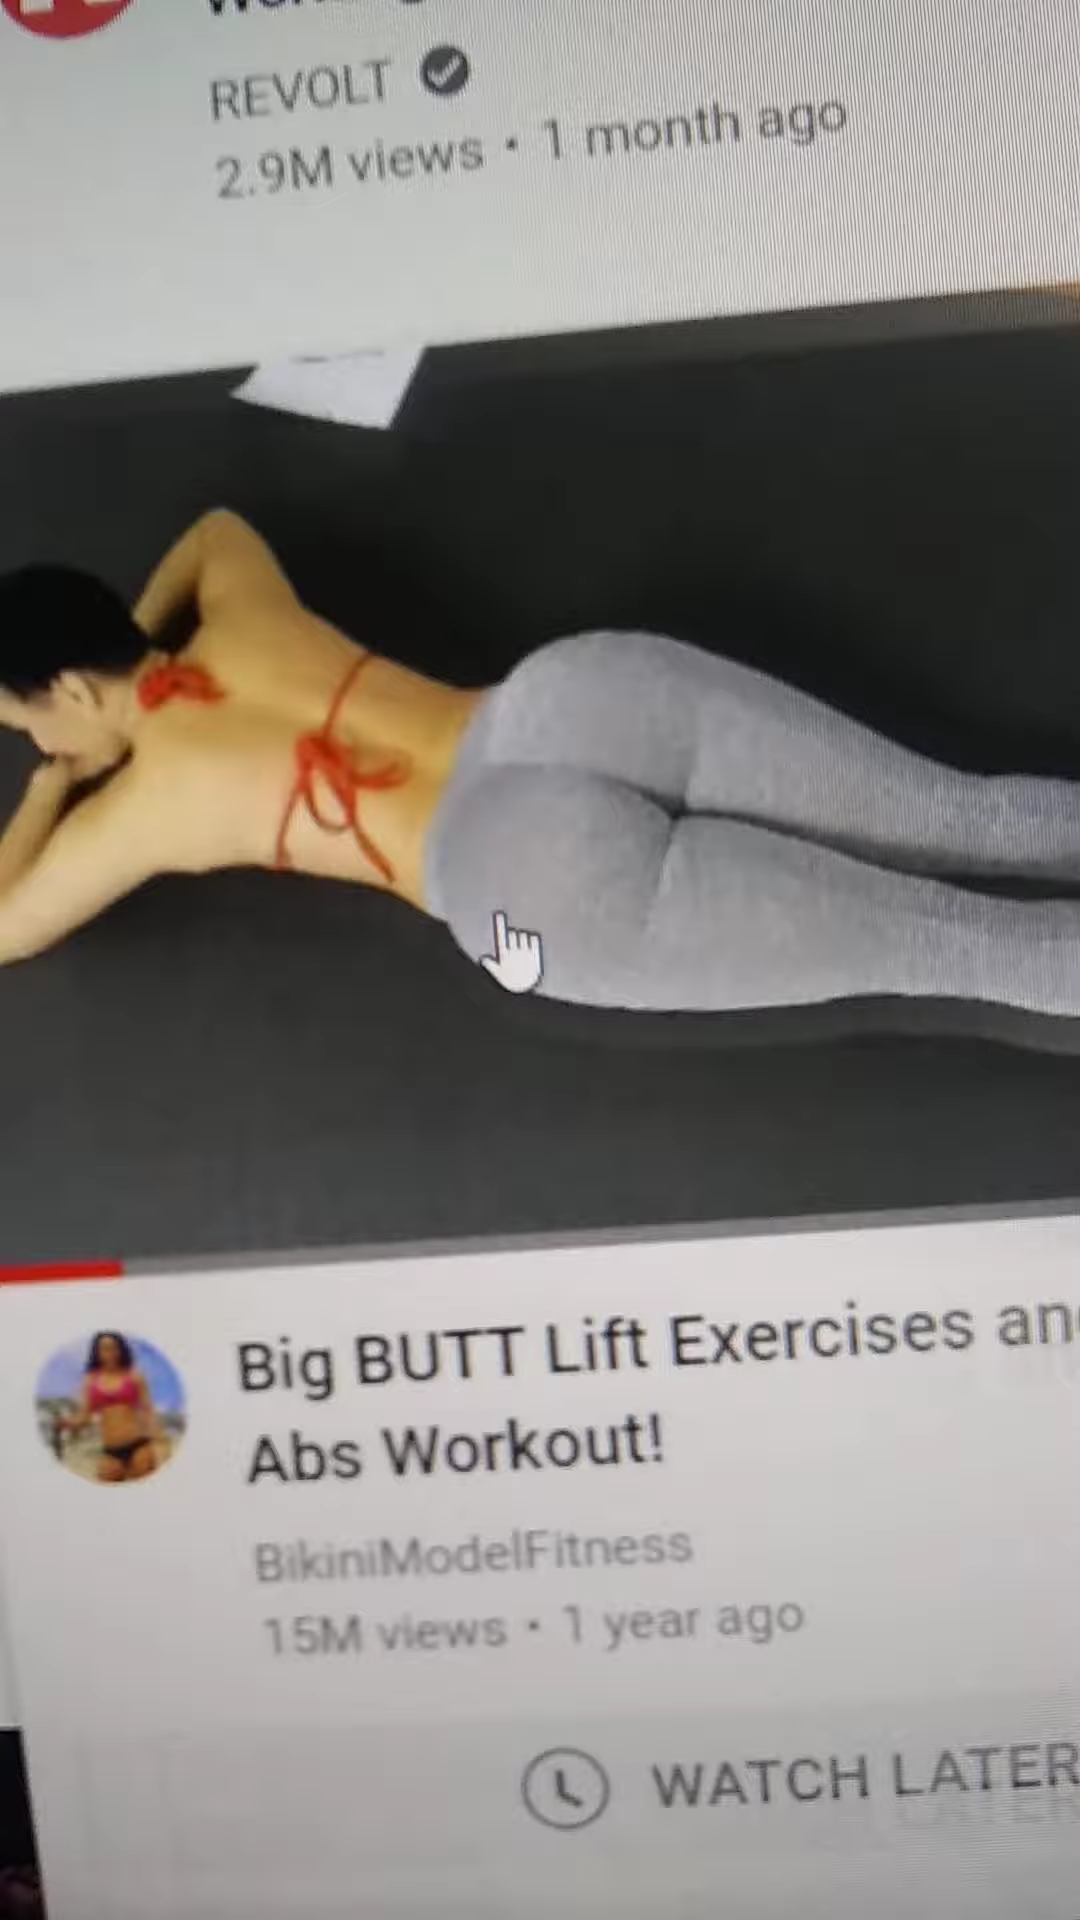 REVOLT
2.9M views • 1 month ago
Big BUTT Lift Exercises
Abs Workout!
BikiniModelFitness
15M views • 1 year ago
WATCH LATER